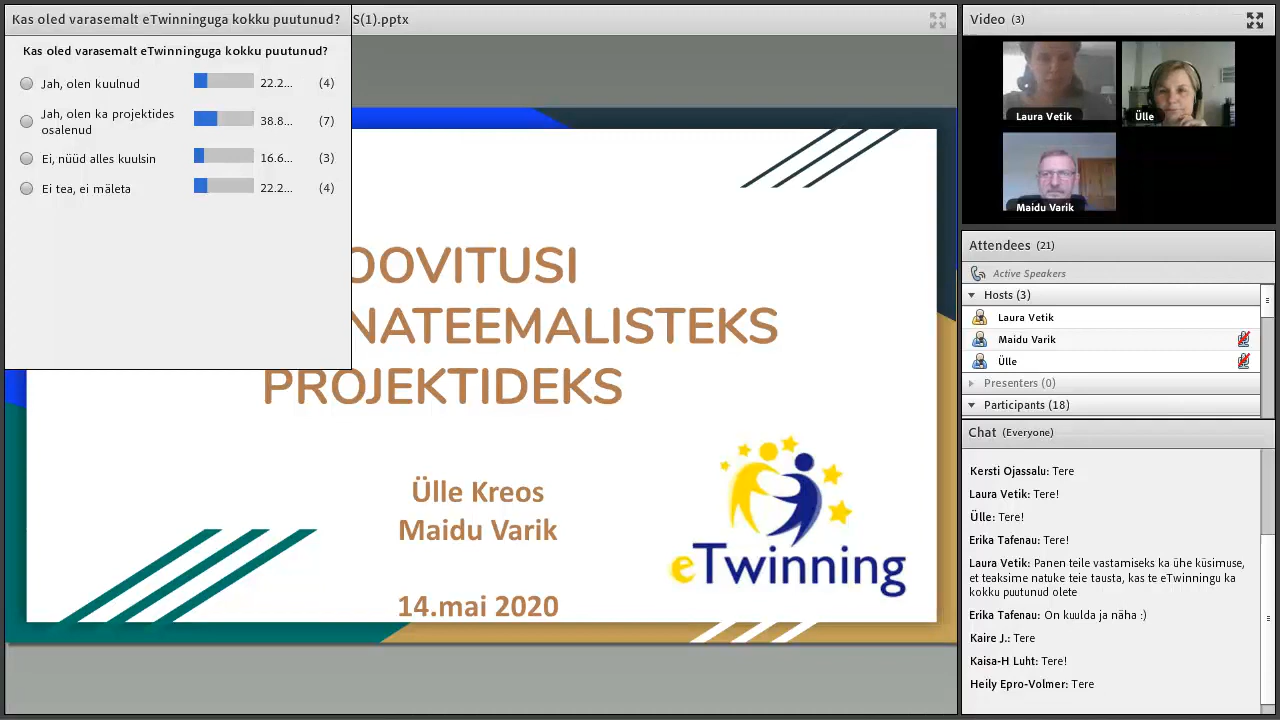 Kas oled varasemalt eTwinninguga kokku puutunud?
S(1).pptx
Kas oled varasemalt eTwinninguga kokku puutunud?
Jah, olen kuulnud 22.2... (4)
Jah, olen ka projektides
osalenud 38.8... (7)
Ei, nüüd alles kuulsin 16.6... (3)
Ei tea, ei mäleta 22.2... (4)
OOVITUSI
NATEEMALISTEKS
PROJEKTIDEKS
Ülle Kreos
Maidu Varik
14.mai 2020
eTwinning
Video (3)
Laura Vetik
Ülle
Maidu Varik
Attendees (21)
Active Speakers
Hosts (3)
Laura Vetik
Maidu Varik
Ülle
Presenters (0)
Participants (18)
Chat (Everyone)
Kersti Ojassalu: Tere
Laura Vetik: Tere!
Ülle: Tere!
Erika Tafenau: Tere!
Laura Vetik: Panen teile vastamiseks ka ühe küsimuse,
et teaksime natuke teie tausta, kas te eTwinningu ka
kokku puutunud olete
Erika Tafenau: On kuulda ja näha :)
Kaire J.: Tere
Kaisa-H Luht: Tere!
Heily Epro-Volmer: Tere